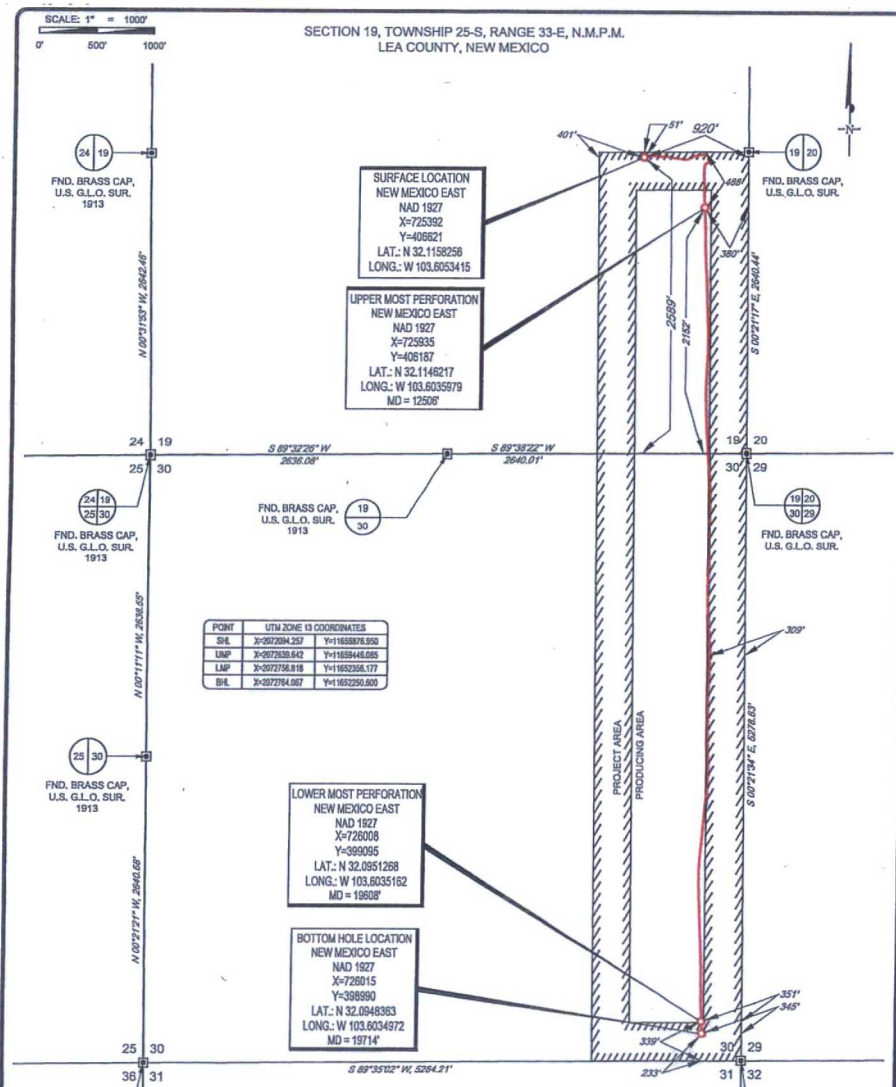 SCALE: 1" = 1000'
0' 500' 1000'
SECTION 19, TOWNSHIP 25-S, RANGE 33-E, N.M.P.M.
LEA COUNTY, NEW MEXICO
N
24 19
FND. BRASS CAP,
U.S. G.L.O. SUR.
1913
401'
51'
920'
19 20
FND. BRASS CAP,
U.S. G.L.O. SUR.
SURFACE LOCATION
NEW MEXICO EAST
NAD 1927
X=725392
Y=406621
LAT.: N 32.1158256
LONG.: W 103.6053415
488'
380'
UPPER MOST PERFORATION
NEW MEXICO EAST
NAD 1927
X=725935
Y=406187
LAT.: N 32.1146217
LONG.: W 103.6035979
MD = 12506'
N 00°31'53" W, 2642.46'
2589'
2152'
S 00°21'17" E, 2640.44'
24 19
25 30
S 89°32'26" W
2636.08'
S 89°38'22" W
2640.01'
19 20
30 29
24 19
25 30
FND. BRASS CAP,
U.S. G.L.O. SUR.
1913
FND. BRASS CAP,
U.S. G.L.O. SUR.
1913
19
30
19 20
30 29
FND. BRASS CAP,
U.S. G.L.O. SUR.
N 00°11'11" W, 2638.55'
POINT UTM ZONE 13 COORDINATES
SHL X=2072094.257 Y=11659876.950
UMP X=2072639.642 Y=11659446.085
LMP X=2072756.818 Y=11652356.177
BHL X=2072764.067 Y=11652250.600
309'
PROJECT AREA
PRODUCING AREA
S 00°21'34" E, 5278.63'
25 30
FND. BRASS CAP,
U.S. G.L.O. SUR.
1913
LOWER MOST PERFORATION
NEW MEXICO EAST
NAD 1927
X=726008
Y=399095
LAT.: N 32.0951268
LONG.: W 103.6035162
MD = 19608'
N 00°21'21" W, 2640.68'
BOTTOM HOLE LOCATION
NEW MEXICO EAST
NAD 1927
X=726015
Y=398990
LAT.: N 32.0948363
LONG.: W 103.6034972
MD = 19714'
351'
345'
339'
233'
25 30
36 31
S 89°35'02" W, 5284.21'
30 29
31 32